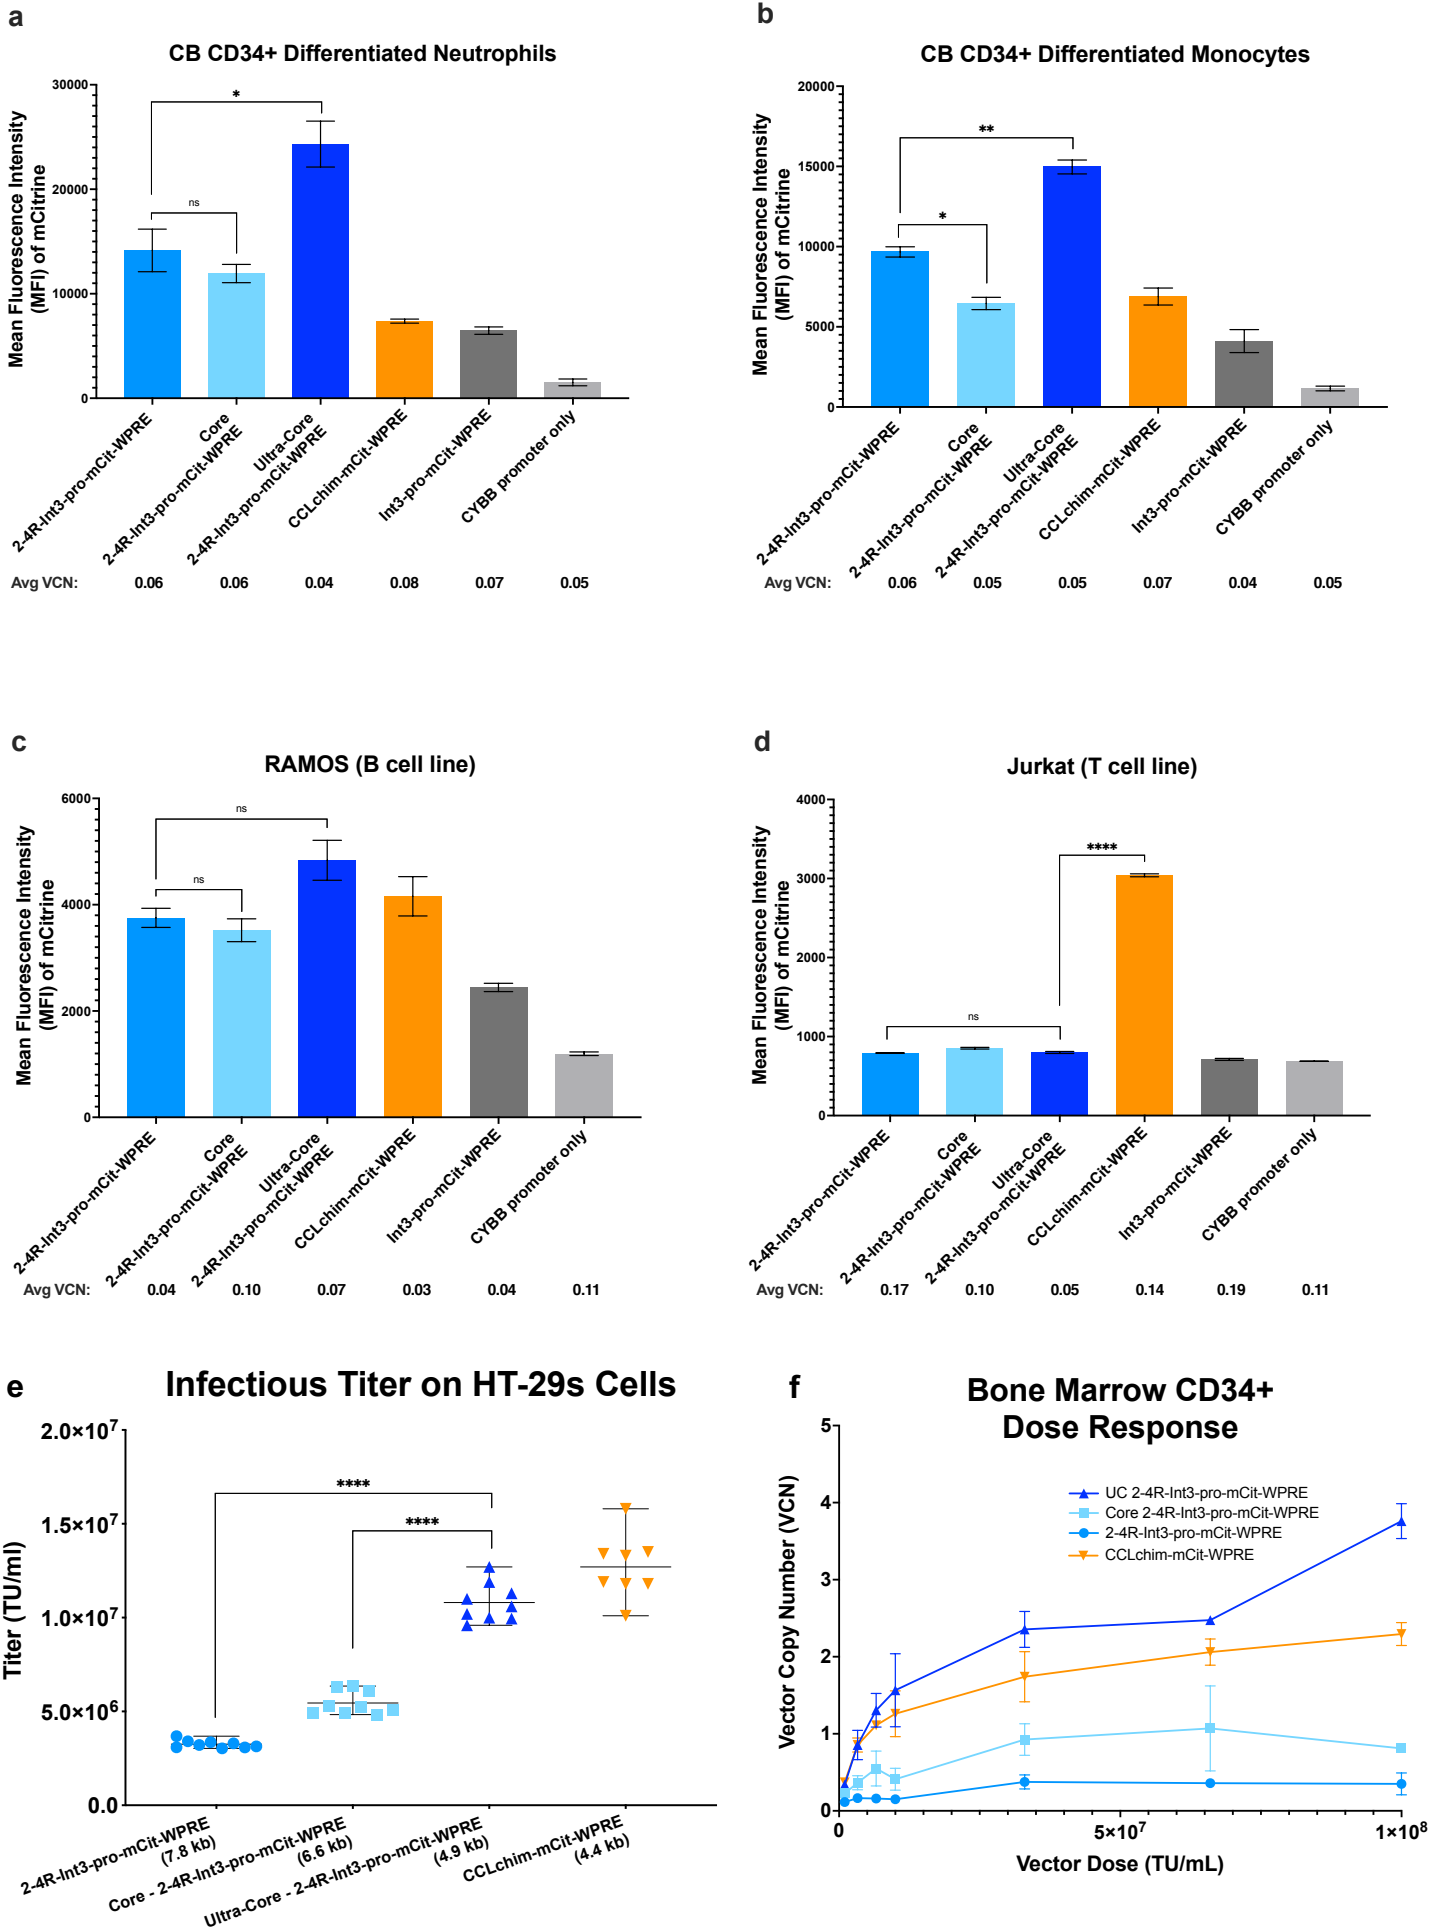 a
CB CD34+ Differentiated Neutrophils
Mean Fluorescence Intensity
(MFI) of mCitrine
30000
20000
10000
0
*
ns
2-4R-Int3-pro-mCit-WPRE
Core
2-4R-Int3-pro-mCit-WPRE
Ultra-Core
2-4R-Int3-pro-mCit-WPRE
CCLchim-mCit-WPRE
Int3-pro-mCit-WPRE
CYBB promoter only
Avg VCN: 0.06 0.06 0.04 0.08 0.07 0.05
b
CB CD34+ Differentiated Monocytes
Mean Fluorescence Intensity
(MFI) of mCitrine
20000
15000
10000
5000
0
**
*
2-4R-Int3-pro-mCit-WPRE
Core
2-4R-Int3-pro-mCit-WPRE
Ultra-Core
2-4R-Int3-pro-mCit-WPRE
CCLchim-mCit-WPRE
Int3-pro-mCit-WPRE
CYBB promoter only
Avg VCN: 0.06 0.05 0.05 0.07 0.04 0.05
c
RAMOS (B cell line)
Mean Fluorescence Intensity
(MFI) of mCitrine
6000
4000
2000
0
ns
ns
2-4R-Int3-pro-mCit-WPRE
Core
2-4R-Int3-pro-mCit-WPRE
Ultra-Core
2-4R-Int3-pro-mCit-WPRE
CCLchim-mCit-WPRE
Int3-pro-mCit-WPRE
CYBB promoter only
Avg VCN: 0.04 0.10 0.07 0.03 0.04 0.11
d
Jurkat (T cell line)
Mean Fluorescence Intensity
(MFI) of mCitrine
4000
3000
2000
1000
0
****
ns
2-4R-Int3-pro-mCit-WPRE
Core
2-4R-Int3-pro-mCit-WPRE
Ultra-Core
2-4R-Int3-pro-mCit-WPRE
CCLchim-mCit-WPRE
Int3-pro-mCit-WPRE
CYBB promoter only
Avg VCN: 0.17 0.10 0.05 0.14 0.19 0.11
e
Infectious Titer on HT-29s Cells
Titer (TU/ml)
2.0×10⁷
1.5×10⁷
1.0×10⁷
5.0×10⁶
0.0
****
****
2-4R-Int3-pro-mCit-WPRE
(7.8 kb)
Core - 2-4R-Int3-pro-mCit-WPRE
(6.6 kb)
Ultra-Core - 2-4R-Int3-pro-mCit-WPRE
(4.9 kb)
CCLchim-mCit-WPRE
(4.4 kb)
f
Bone Marrow CD34+
Dose Response
Vector Copy Number (VCN)
5
4
3
2
1
0
UC 2-4R-Int3-pro-mCit-WPRE
Core 2-4R-Int3-pro-mCit-WPRE
2-4R-Int3-pro-mCit-WPRE
CCLchim-mCit-WPRE
0 5×10⁷ 1×10⁸
Vector Dose (TU/mL)